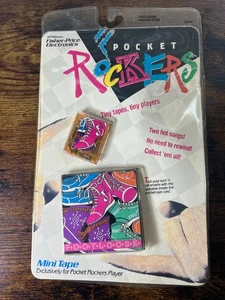 Fisher-Price
Electronics
POCKET
ROCKERS
Tiny tapes, tiny players
Two hot songs!
No need to rewind!
Collect 'em all!
FOOTLOOSE
Mini Tape
Exclusively for Pocket Rockers Player